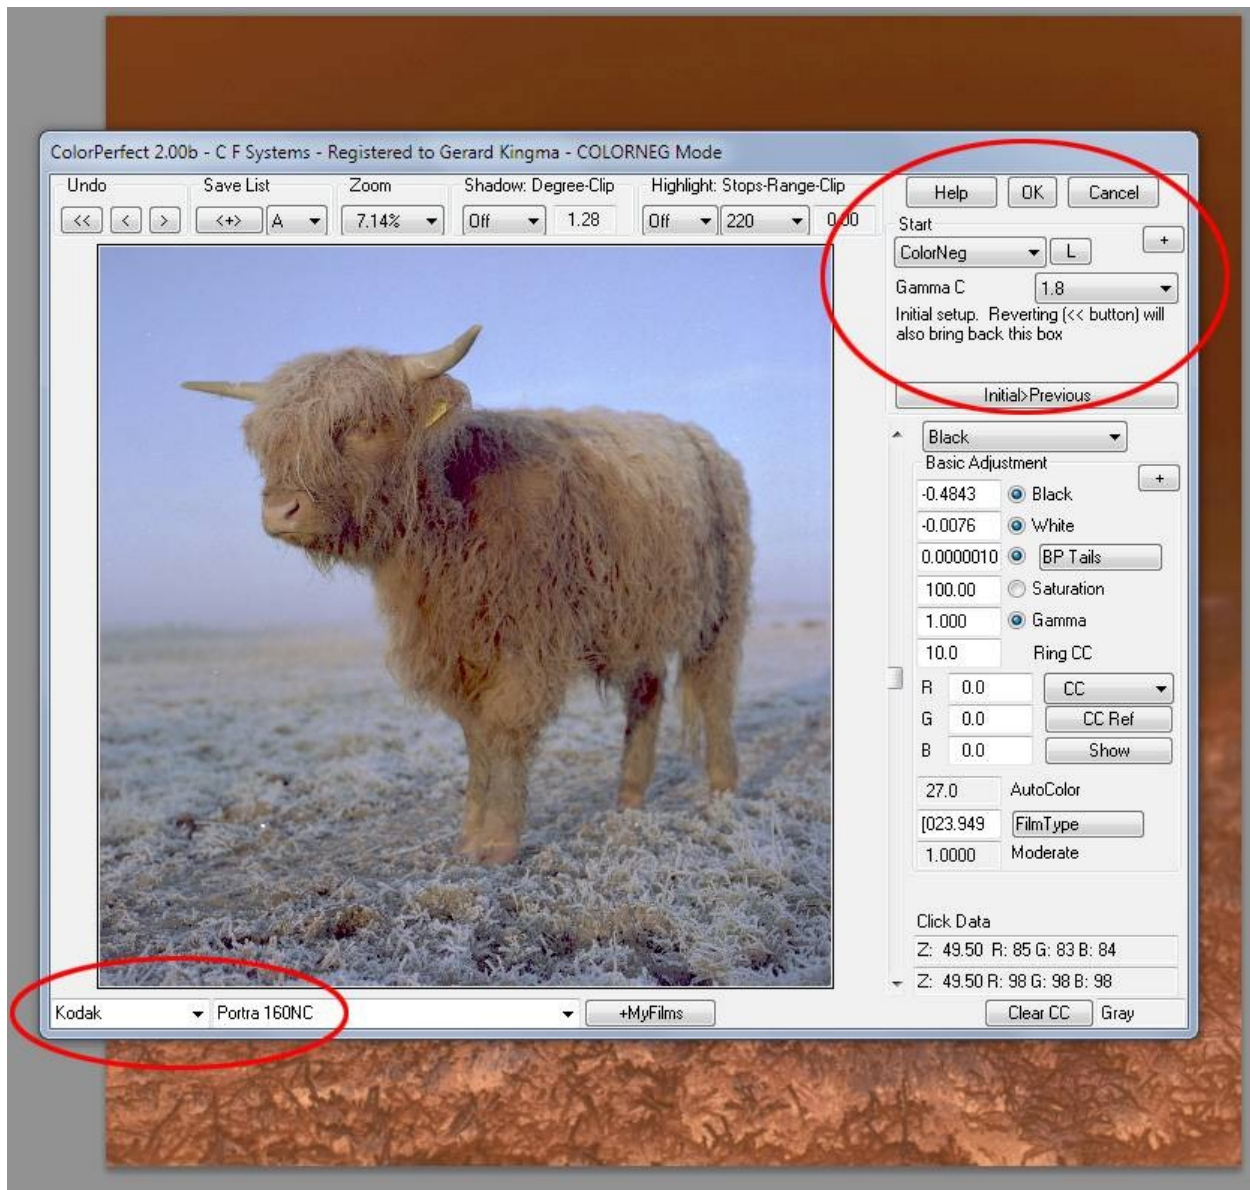 ColorPerfect 2.00b - C F Systems - Registered to Gerard Kingma - COLORNEG Mode
Undo Save List Zoom Shadow: Degree-Clip Highlight: Stops-Range-Clip
<< < > <+> A 7.14% Off 1.28 Off 220 0.00
Help OK Cancel
Start
ColorNeg L +
Gamma C 1.8
Initial setup. Reverting (<< button) will
also bring back this box
Initial>Previous
Black
Basic Adjustment
+
-0.4843 Black
-0.0076 White
0.0000010 BP Tails
100.00 Saturation
1.000 Gamma
10.0 Ring CC
R 0.0 CC
G 0.0 CC Ref
B 0.0 Show
27.0 AutoColor
[023.949 FilmType
1.0000 Moderate
Click Data
Z: 49.50 R: 85 G: 83 B: 84
Z: 49.50 R: 98 G: 98 B: 98
Kodak Portra 160NC +MyFilms Clear CC Gray